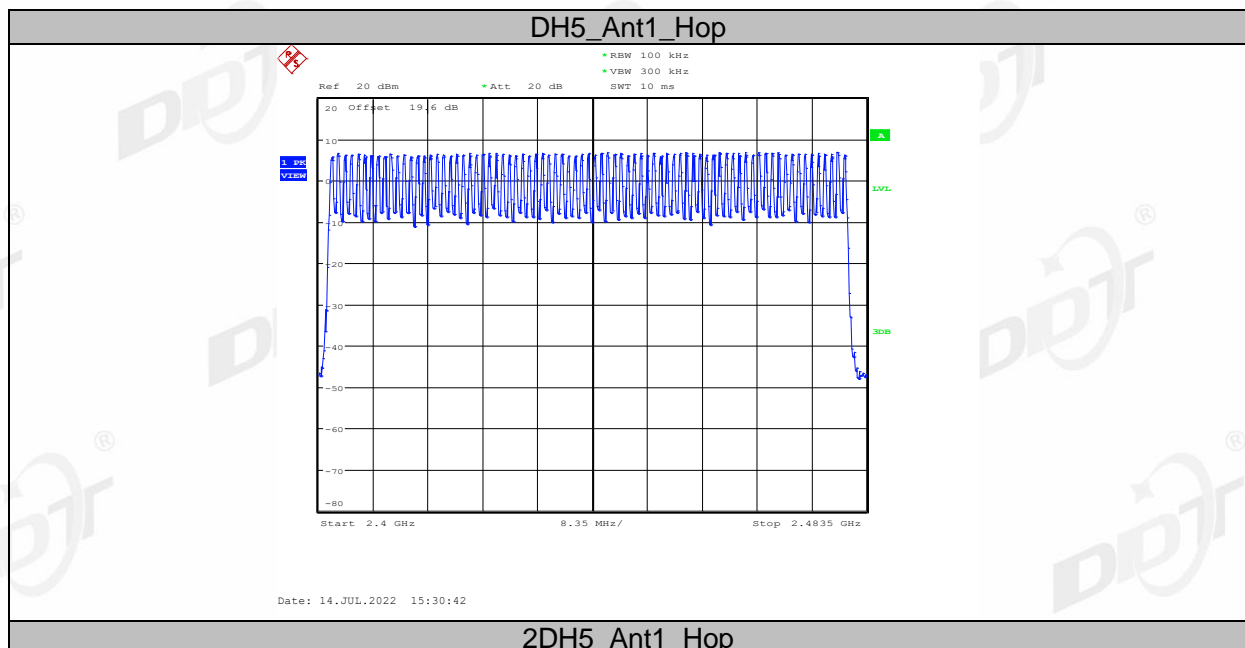 DH5_Ant1_Hop
R S
* RBW 100 kHz
* VBW 300 kHz
Ref 20 dBm * Att 20 dB SWT 10 ms
20 Offset 19.6 dB
A
10
1 PK
VIEW
0
LVL
-10
-20
-30
3DB
-40
-50
-60
-70
-80
Start 2.4 GHz 8.35 MHz/ Stop 2.4835 GHz
Date: 14.JUL.2022 15:30:42
2DH5_Ant1_Hop
DDT ®